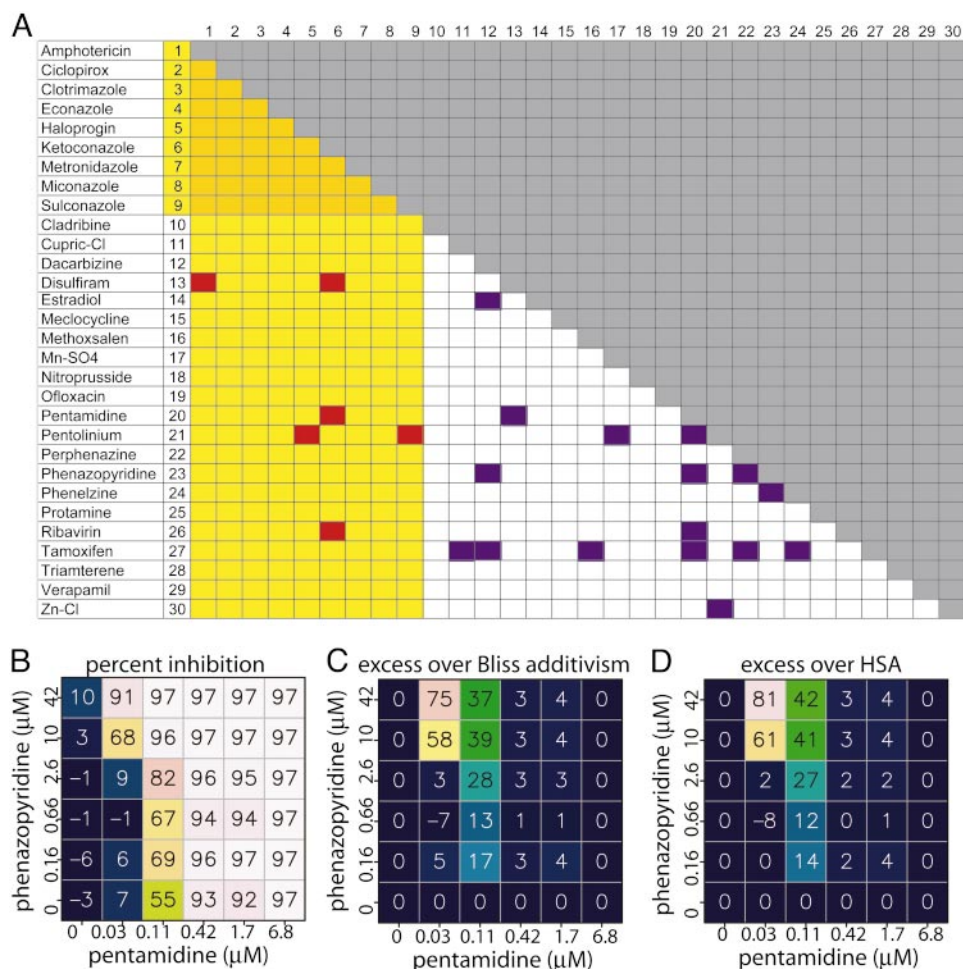 A
1 2 3 4 5 6 7 8 9 10 11 12 13 14 15 16 17 18 19 20 21 22 23 24 25 26 27 28 29 30
Amphotericin 1
Ciclopirox 2
Clotrimazole 3
Econazole 4
Haloprogin 5
Ketoconazole 6
Metronidazole 7
Miconazole 8
Sulconazole 9
Cladribine 10
Cupric-Cl 11
Dacarbizine 12
Disulfiram 13
Estradiol 14
Meclocycline 15
Methoxsalen 16
Mn-SO4 17
Nitroprusside 18
Ofloxacin 19
Pentamidine 20
Pentolinium 21
Perphenazine 22
Phenazopyridine 23
Phenelzine 24
Protamine 25
Ribavirin 26
Tamoxifen 27
Triamterene 28
Verapamil 29
Zn-Cl 30
B percent inhibition
phenazopyridine (μM)
42 10 91 97 97 97 97
10 3 68 96 97 97 97
2.6 −1 9 82 96 95 97
0.66 −1 −1 67 94 94 97
0.16 −6 6 69 96 97 97
0 −3 7 55 93 92 97
0 0.03 0.11 0.42 1.7 6.8
pentamidine (μM)
C excess over Bliss additivism
phenazopyridine (μM)
42 0 75 37 3 4 0
10 0 58 39 3 4 0
2.6 0 3 28 3 3 0
0.66 0 −7 13 1 1 0
0.16 0 5 17 3 4 0
0 0 0 0 0 0 0
0 0.03 0.11 0.42 1.7 6.8
pentamidine (μM)
D excess over HSA
phenazopyridine (μM)
42 0 81 42 3 4 0
10 0 61 41 3 4 0
2.6 0 2 27 2 2 0
0.66 0 −8 12 0 1 0
0.16 0 0 14 2 4 0
0 0 0 0 0 0 0
0 0.03 0.11 0.42 1.7 6.8
pentamidine (μM)